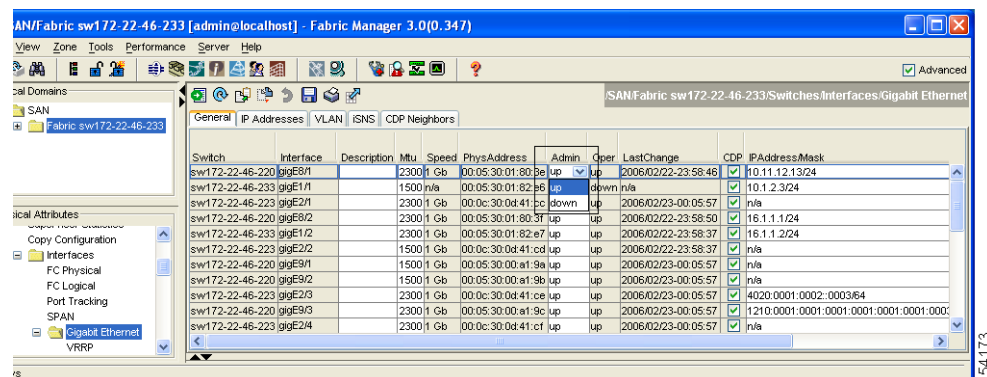 AN/Fabric sw172-22-46-233 [admin@localhost] - Fabric Manager 3.0(0.347)
View Zone Tools Performance Server Help
Advanced
cal Domains
SAN
Fabric sw172-22-46-233
/SAN/Fabric sw172-22-46-233/Switches/Interfaces/Gigabit Ethernet
General IP Addresses VLAN iSNS CDP Neighbors
Switch Interface Description Mtu Speed PhysAddress Admin Oper LastChange CDP IPAddress/Mask
sw172-22-46-220 gigE8/1 2300 1 Gb 00:05:30:01:80:3e up up 2006/02/22-23:58:46 10.11.12.13/24
sw172-22-46-233 gigE1/1 1500 n/a 00:05:30:01:82:e6 up down n/a 10.1.2.3/24
sw172-22-46-223 gigE2/1 2300 1 Gb 00:0c:30:0d:41:cc down up 2006/02/23-00:05:57 n/a
sw172-22-46-220 gigE8/2 2300 1 Gb 00:05:30:01:80:3f up up 2006/02/22-23:58:50 16.1.1.1/24
sw172-22-46-233 gigE1/2 2300 1 Gb 00:05:30:01:82:e7 up up 2006/02/22-23:58:37 16.1.1.2/24
sw172-22-46-223 gigE2/2 1500 1 Gb 00:0c:30:0d:41:cd up up 2006/02/22-23:58:37 n/a
sw172-22-46-220 gigE9/1 1500 1 Gb 00:05:30:00:a1:9a up up 2006/02/23-00:05:57 n/a
sw172-22-46-220 gigE9/2 1500 1 Gb 00:05:30:00:a1:9b up up 2006/02/23-00:05:57 n/a
sw172-22-46-223 gigE2/3 2300 1 Gb 00:0c:30:0d:41:ce up up 2006/02/23-00:05:57 4020:0001:0002::0003/64
sw172-22-46-220 gigE9/3 2300 1 Gb 00:05:30:00:a1:9c up up 2006/02/23-00:05:57 1210:0001:0001:0001:0001:0001:0001:000
sw172-22-46-223 gigE2/4 2300 1 Gb 00:0c:30:0d:41:cf up up 2006/02/23-00:05:57 n/a
sical Attributes
Copy Configuration
Interfaces
FC Physical
FC Logical
Port Tracking
SPAN
Gigabit Ethernet
VRRP
ys
154173